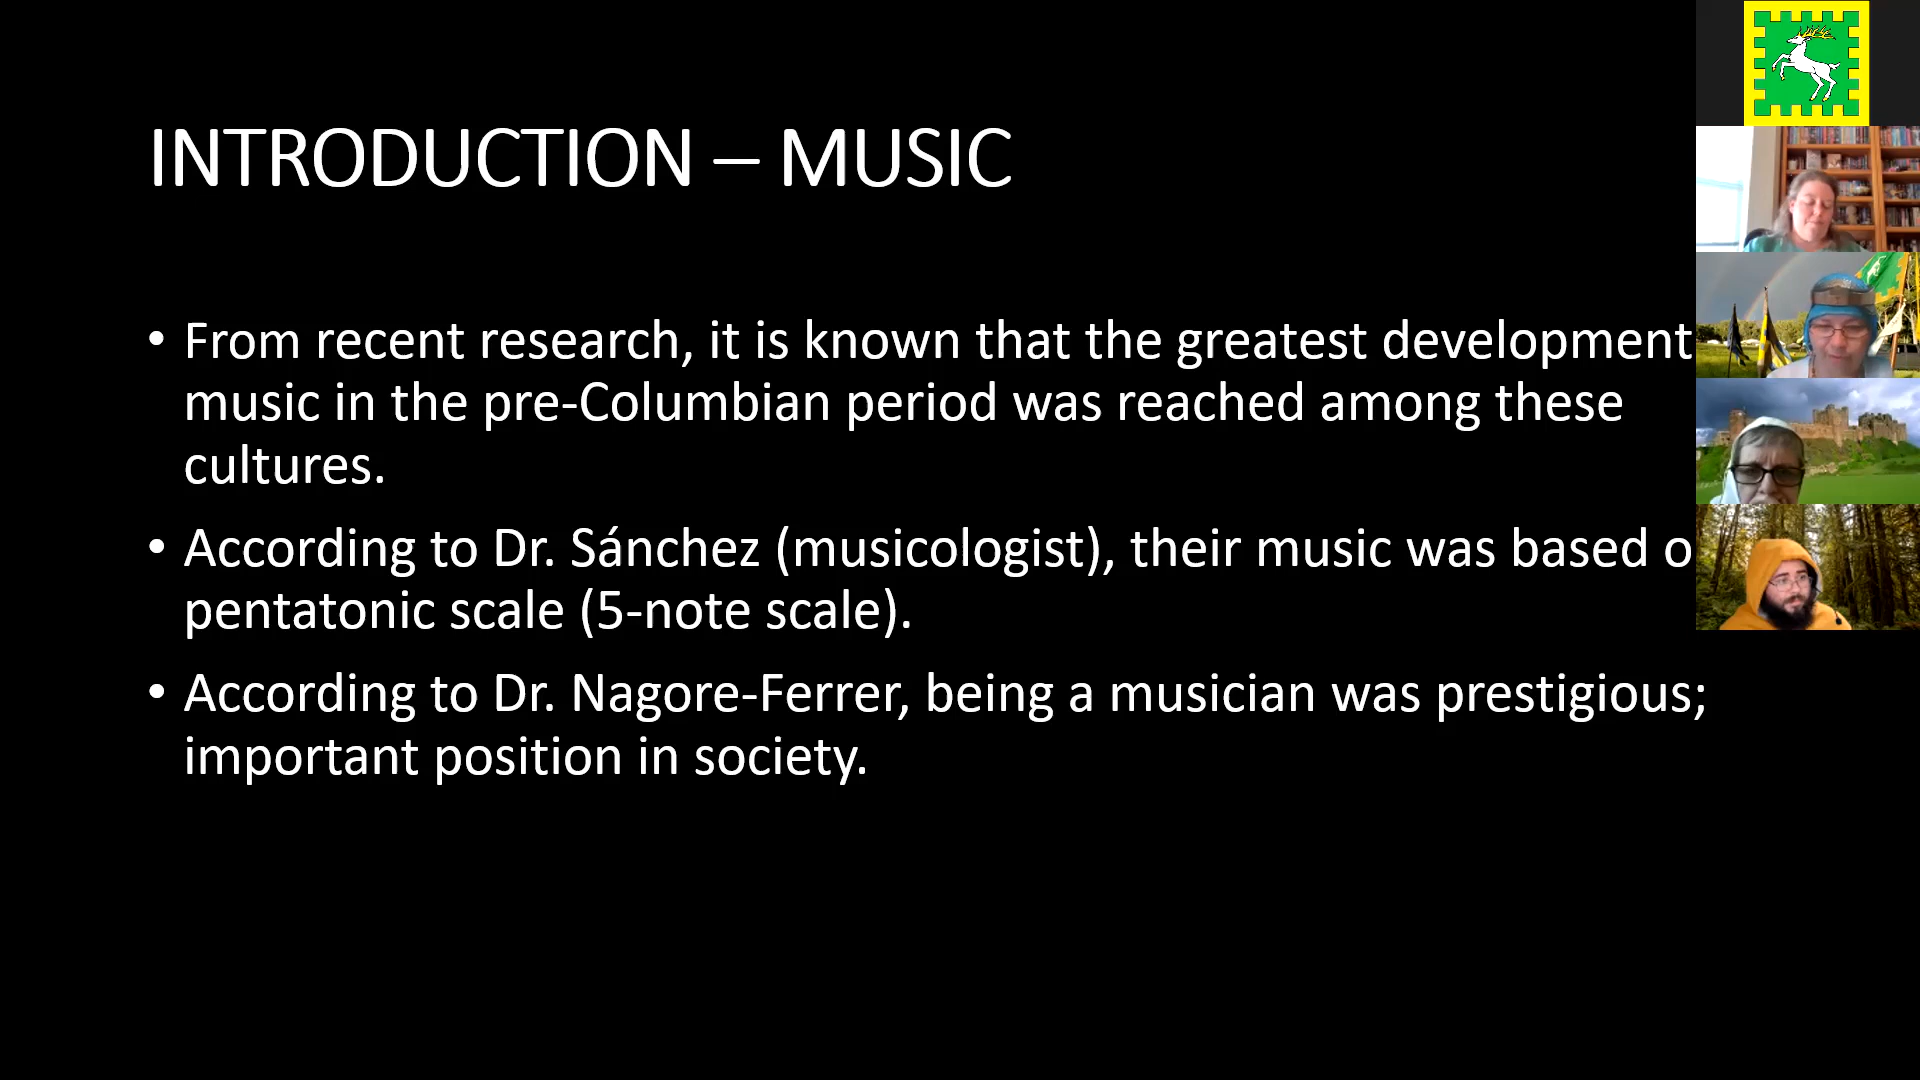 INTRODUCTION – MUSIC
• From recent research, it is known that the greatest development
music in the pre-Columbian period was reached among these
cultures.
• According to Dr. Sánchez (musicologist), their music was based o
pentatonic scale (5-note scale).
• According to Dr. Nagore-Ferrer, being a musician was prestigious;
important position in society.